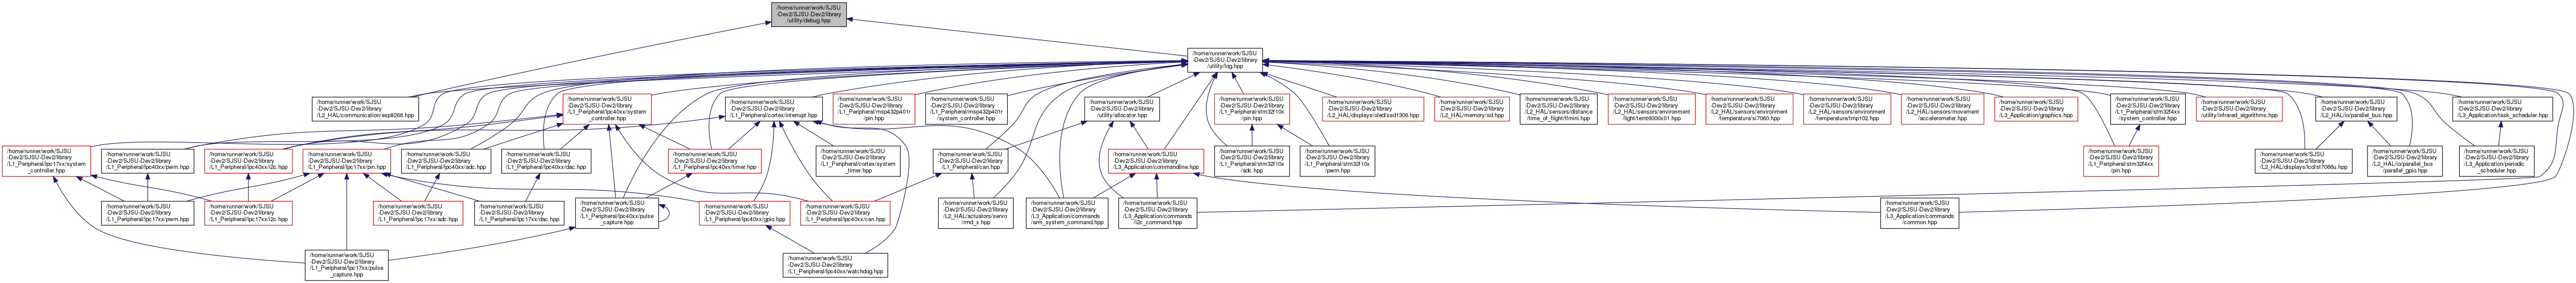 /home/runner/work/SJSU
-Dev2/SJSU-Dev2/library
/utility/debug.hpp
/home/runner/work/SJSU
-Dev2/SJSU-Dev2/library
/utility/log.hpp
/home/runner/work/SJSU
-Dev2/SJSU-Dev2/library
/L2_HAL/communication/esp8266.hpp
/home/runner/work/SJSU
-Dev2/SJSU-Dev2/library
/L1_Peripheral/lpc40xx/system
_controller.hpp
/home/runner/work/SJSU
-Dev2/SJSU-Dev2/library
/L1_Peripheral/cortex/interrupt.hpp
/home/runner/work/SJSU
-Dev2/SJSU-Dev2/library
/L1_Peripheral/msp432p401r
/pin.hpp
/home/runner/work/SJSU
-Dev2/SJSU-Dev2/library
/L1_Peripheral/msp432p401r
/system_controller.hpp
/home/runner/work/SJSU
-Dev2/SJSU-Dev2/library
/utility/allocator.hpp
/home/runner/work/SJSU
-Dev2/SJSU-Dev2/library
/L1_Peripheral/stm32f10x
/pin.hpp
/home/runner/work/SJSU
-Dev2/SJSU-Dev2/library
/L2_HAL/displays/oled/ssd1306.hpp
/home/runner/work/SJSU
-Dev2/SJSU-Dev2/library
/L2_HAL/memory/sd.hpp
/home/runner/work/SJSU
-Dev2/SJSU-Dev2/library
/L2_HAL/sensors/distance
/time_of_flight/tfmini.hpp
/home/runner/work/SJSU
-Dev2/SJSU-Dev2/library
/L2_HAL/sensors/environment
/light/temt6000x01.hpp
/home/runner/work/SJSU
-Dev2/SJSU-Dev2/library
/L2_HAL/sensors/environment
/temperature/si7060.hpp
/home/runner/work/SJSU
-Dev2/SJSU-Dev2/library
/L2_HAL/sensors/environment
/temperature/tmp102.hpp
/home/runner/work/SJSU
-Dev2/SJSU-Dev2/library
/L2_HAL/sensors/movement
/accelerometer.hpp
/home/runner/work/SJSU
-Dev2/SJSU-Dev2/library
/L3_Application/graphics.hpp
/home/runner/work/SJSU
-Dev2/SJSU-Dev2/library
/L1_Peripheral/stm32f4xx
/system_controller.hpp
/home/runner/work/SJSU
-Dev2/SJSU-Dev2/library
/utility/infrared_algorithms.hpp
/home/runner/work/SJSU
-Dev2/SJSU-Dev2/library
/L2_HAL/io/parallel_bus.hpp
/home/runner/work/SJSU
-Dev2/SJSU-Dev2/library
/L3_Application/task_scheduler.hpp
/home/runner/work/SJSU
-Dev2/SJSU-Dev2/library
/L1_Peripheral/lpc17xx/system
_controller.hpp
/home/runner/work/SJSU
-Dev2/SJSU-Dev2/library
/L1_Peripheral/lpc40xx/pwm.hpp
/home/runner/work/SJSU
-Dev2/SJSU-Dev2/library
/L1_Peripheral/lpc40xx/i2c.hpp
/home/runner/work/SJSU
-Dev2/SJSU-Dev2/library
/L1_Peripheral/lpc17xx/pin.hpp
/home/runner/work/SJSU
-Dev2/SJSU-Dev2/library
/L1_Peripheral/lpc40xx/adc.hpp
/home/runner/work/SJSU
-Dev2/SJSU-Dev2/library
/L1_Peripheral/lpc40xx/dac.hpp
/home/runner/work/SJSU
-Dev2/SJSU-Dev2/library
/L1_Peripheral/lpc40xx/timer.hpp
/home/runner/work/SJSU
-Dev2/SJSU-Dev2/library
/L1_Peripheral/cortex/system
_timer.hpp
/home/runner/work/SJSU
-Dev2/SJSU-Dev2/library
/L1_Peripheral/can.hpp
/home/runner/work/SJSU
-Dev2/SJSU-Dev2/library
/L3_Application/commandline.hpp
/home/runner/work/SJSU
-Dev2/SJSU-Dev2/library
/L1_Peripheral/stm32f10x
/adc.hpp
/home/runner/work/SJSU
-Dev2/SJSU-Dev2/library
/L1_Peripheral/stm32f10x
/pwm.hpp
/home/runner/work/SJSU
-Dev2/SJSU-Dev2/library
/L1_Peripheral/stm32f4xx
/pin.hpp
/home/runner/work/SJSU
-Dev2/SJSU-Dev2/library
/L2_HAL/displays/lcd/st7066u.hpp
/home/runner/work/SJSU
-Dev2/SJSU-Dev2/library
/L2_HAL/io/parallel_bus
/parallel_gpio.hpp
/home/runner/work/SJSU
-Dev2/SJSU-Dev2/library
/L3_Application/periodic
_scheduler.hpp
/home/runner/work/SJSU
-Dev2/SJSU-Dev2/library
/L1_Peripheral/lpc17xx/pwm.hpp
/home/runner/work/SJSU
-Dev2/SJSU-Dev2/library
/L1_Peripheral/lpc17xx/i2c.hpp
/home/runner/work/SJSU
-Dev2/SJSU-Dev2/library
/L1_Peripheral/lpc17xx/adc.hpp
/home/runner/work/SJSU
-Dev2/SJSU-Dev2/library
/L1_Peripheral/lpc17xx/dac.hpp
/home/runner/work/SJSU
-Dev2/SJSU-Dev2/library
/L1_Peripheral/lpc40xx/pulse
_capture.hpp
/home/runner/work/SJSU
-Dev2/SJSU-Dev2/library
/L1_Peripheral/lpc40xx/gpio.hpp
/home/runner/work/SJSU
-Dev2/SJSU-Dev2/library
/L1_Peripheral/lpc40xx/can.hpp
/home/runner/work/SJSU
-Dev2/SJSU-Dev2/library
/L2_HAL/actuators/servo
/rmd_x.hpp
/home/runner/work/SJSU
-Dev2/SJSU-Dev2/library
/L3_Application/commands
/arm_system_command.hpp
/home/runner/work/SJSU
-Dev2/SJSU-Dev2/library
/L3_Application/commands
/i2c_command.hpp
/home/runner/work/SJSU
-Dev2/SJSU-Dev2/library
/L3_Application/commands
/common.hpp
/home/runner/work/SJSU
-Dev2/SJSU-Dev2/library
/L1_Peripheral/lpc17xx/pulse
_capture.hpp
/home/runner/work/SJSU
-Dev2/SJSU-Dev2/library
/L1_Peripheral/lpc40xx/watchdog.hpp